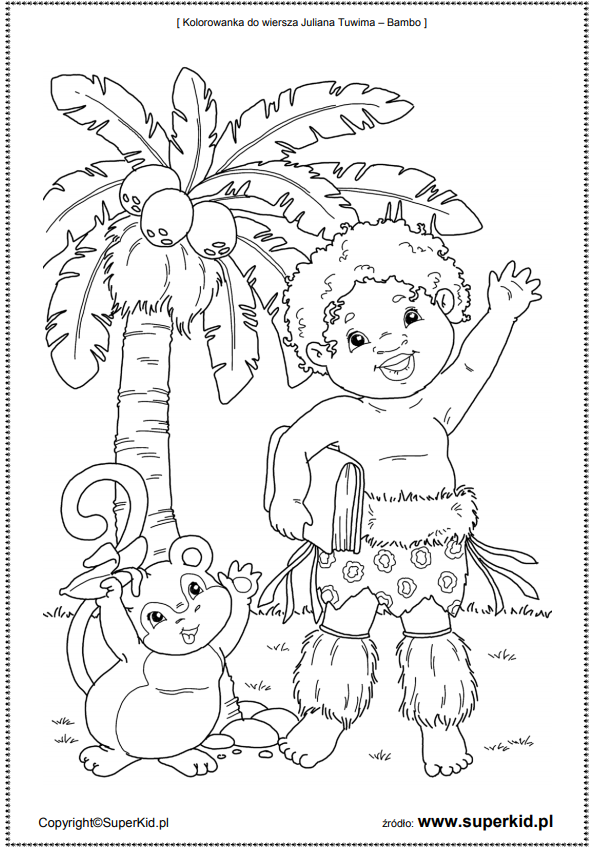 [ Kolorowanka do wiersza Juliana Tuwima – Bambo ]
Copyright©SuperKid.pl
źródło: www.superkid.pl